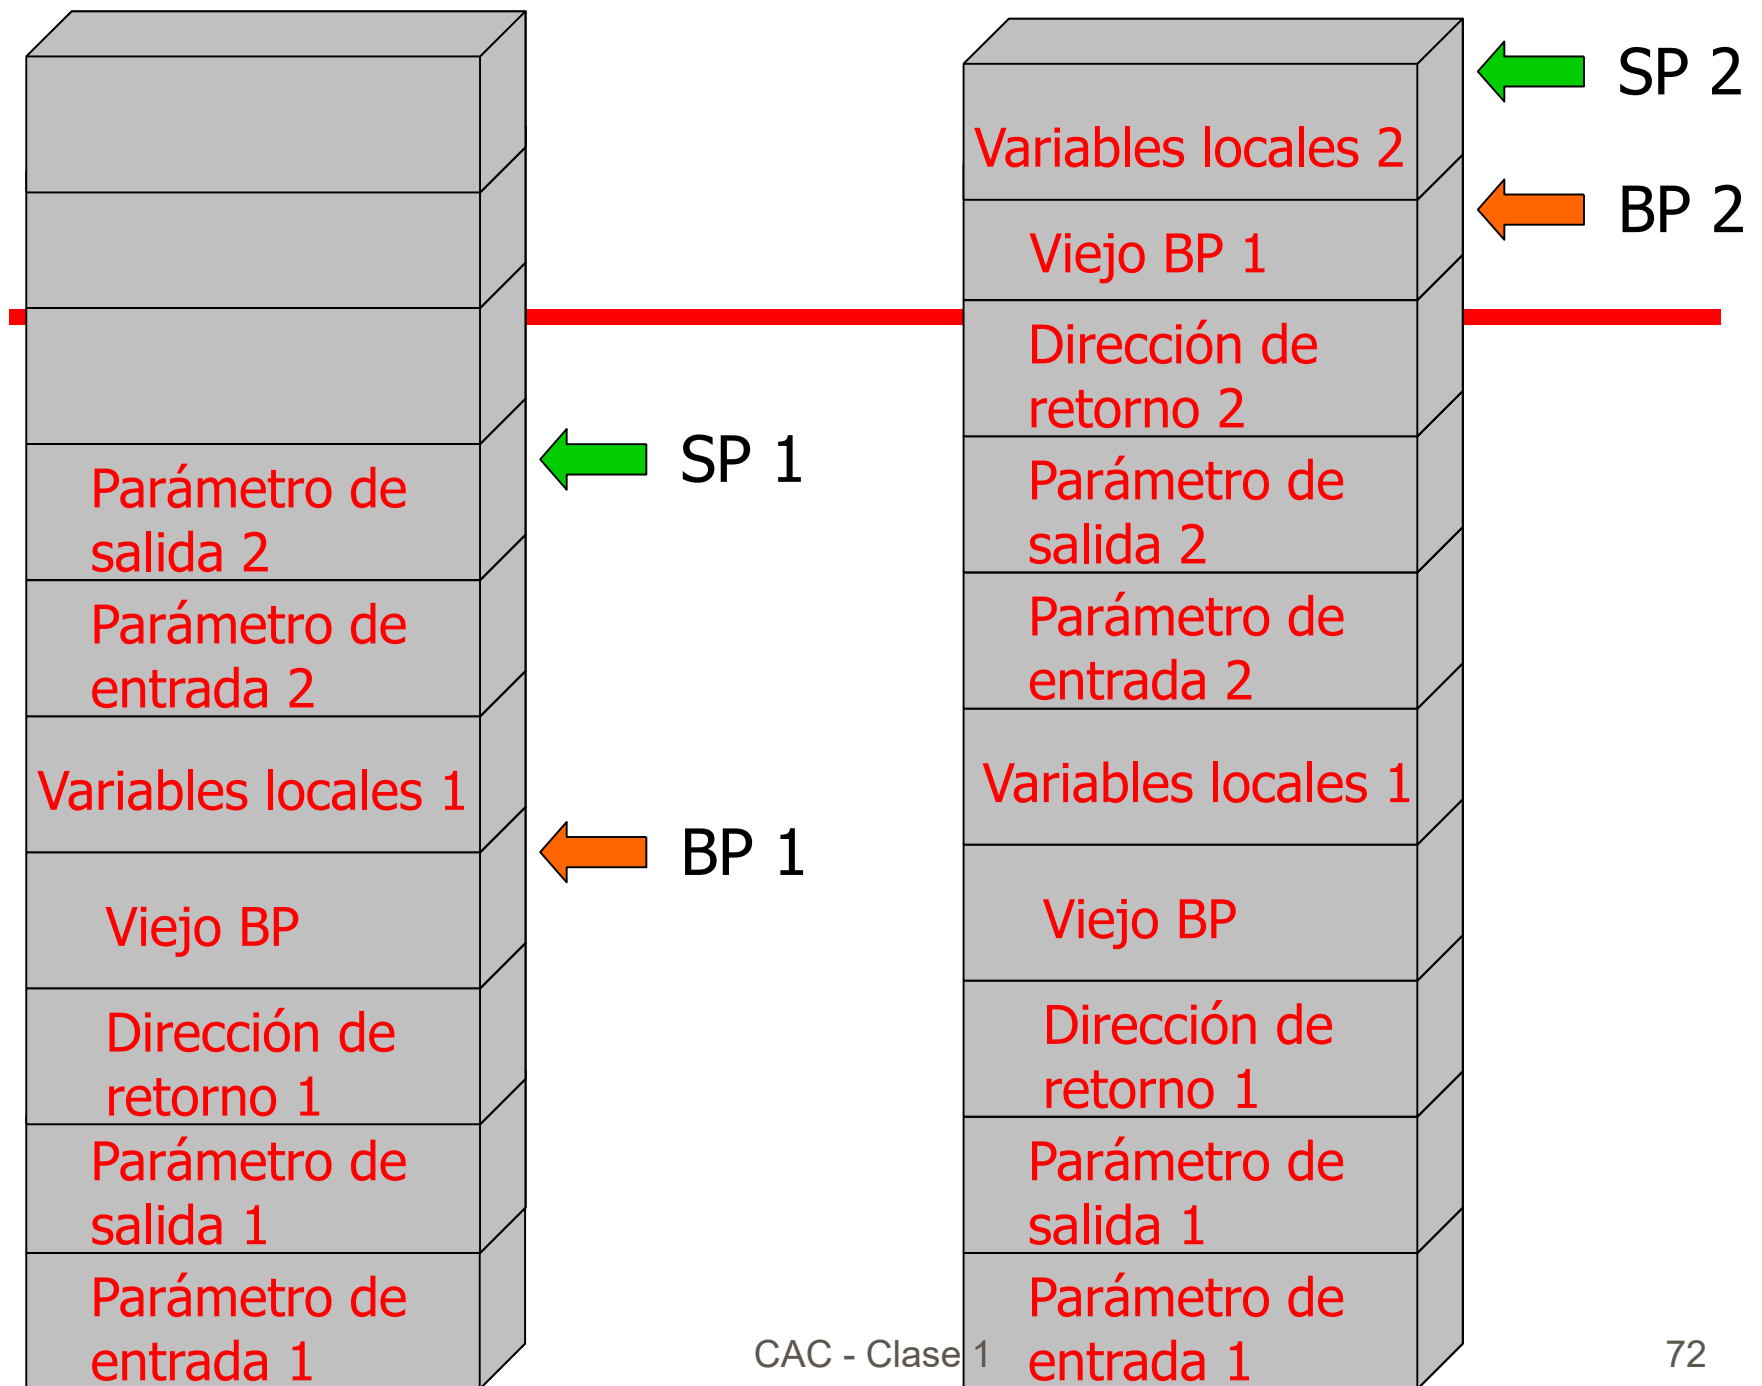 SP 1
BP 1
Parámetro de
salida 2
Parámetro de
entrada 2
Variables locales 1
Viejo BP
Dirección de
retorno 1
Parámetro de
salida 1
Parámetro de
entrada 1
SP 2
BP 2
Variables locales 2
Viejo BP 1
Dirección de
retorno 2
Parámetro de
salida 2
Parámetro de
entrada 2
Variables locales 1
Viejo BP
Dirección de
retorno 1
Parámetro de
salida 1
Parámetro de
entrada 1
CAC - Clase 1
72